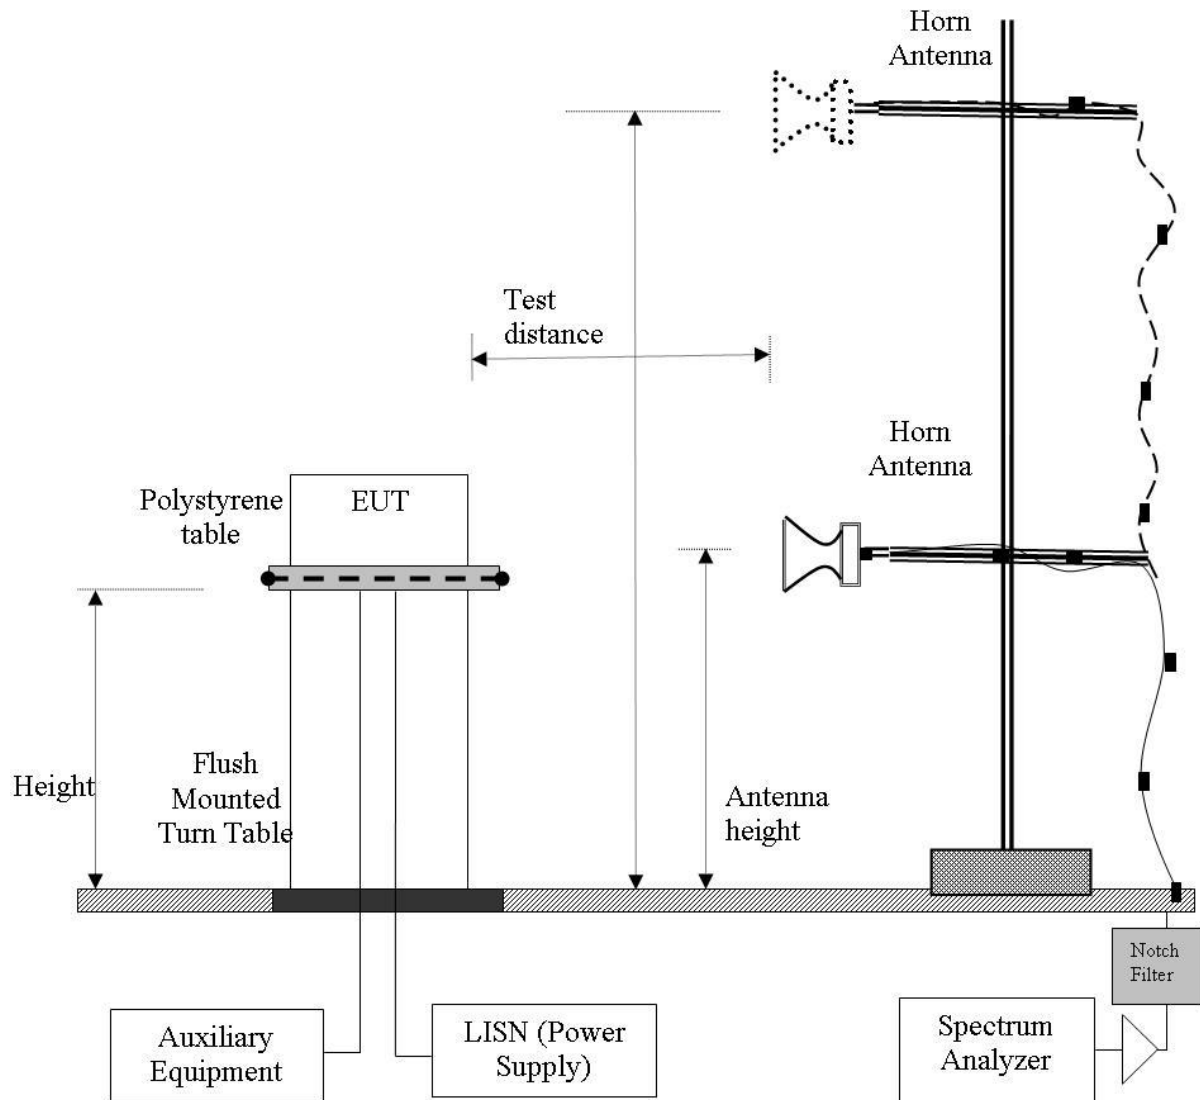 Horn
Antenna
Test
distance
Horn
Antenna
Polystyrene
table
EUT
Height
Flush
Mounted
Turn Table
Antenna
height
Notch
Filter
Auxiliary
Equipment
LISN (Power
Supply)
Spectrum
Analyzer